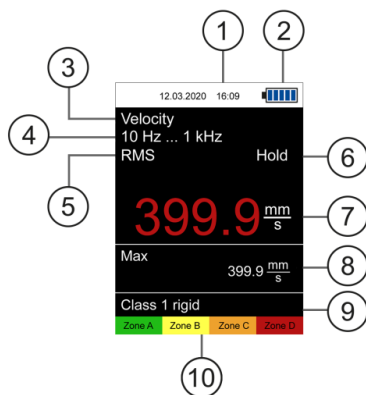 1 2
3 12.03.2020 16:09
Velocity
4 10 Hz ... 1 kHz
RMS Hold 6
5
399.9 mm/s 7
Max
399.9 mm/s 8
Class 1 rigid 9
Zone A Zone B Zone C Zone D
10